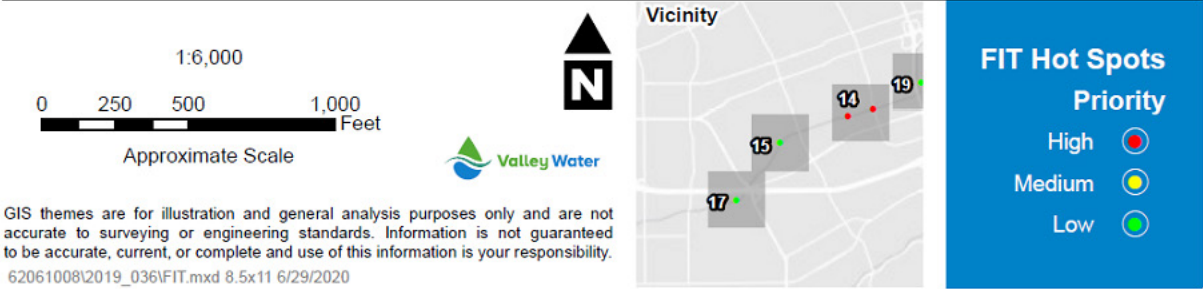 1:6,000
0 250 500 1,000
Feet
Approximate Scale
N
Valley Water
GIS themes are for illustration and general analysis purposes only and are not
accurate to surveying or engineering standards. Information is not guaranteed
to be accurate, current, or complete and use of this information is your responsibility.
62061008\2019_036\FIT.mxd 8.5x11 6/29/2020
Vicinity
19
14
15
17
FIT Hot Spots
Priority
High
Medium
Low